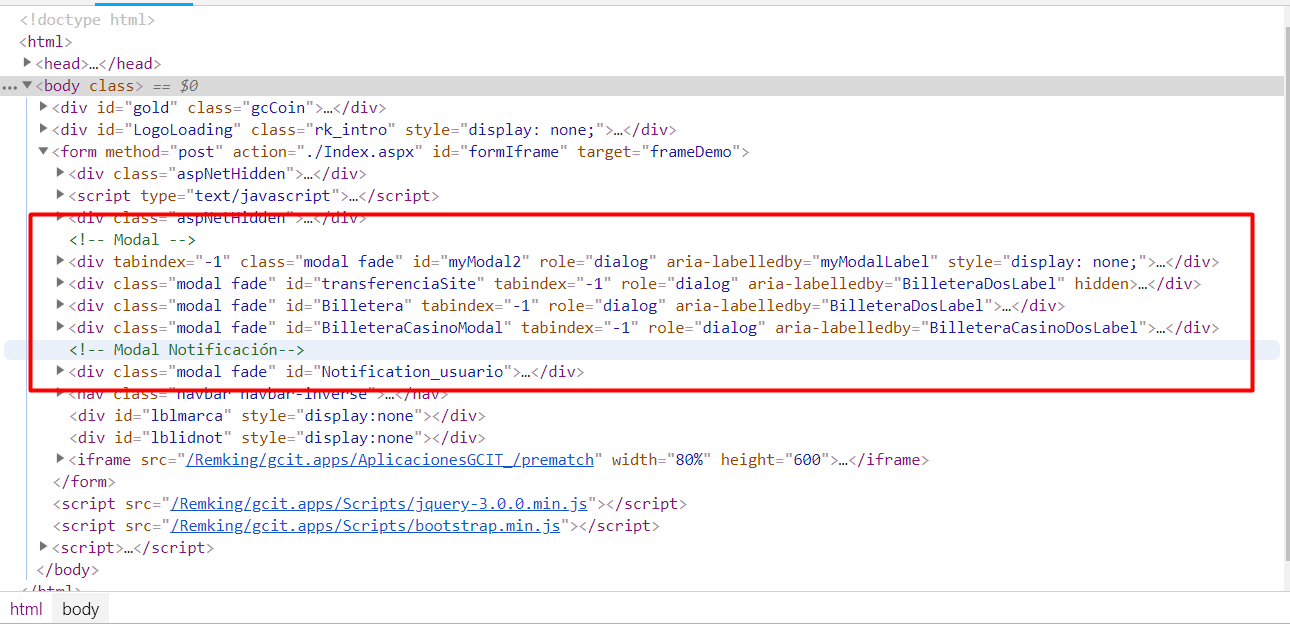 <!doctype html>
<html>
<head>…</head>
<body class> == $0
<div id="gold" class="gcCoin">…</div>
<div id="LogoLoading" class="rk_intro" style="display: none;">…</div>
<form method="post" action="./Index.aspx" id="formIframe" target="frameDemo">
<div class="aspNetHidden">…</div>
<script type="text/javascript">…</script>
<div class="aspNetHidden">…</div>
<!-- Modal -->
<div tabindex="-1" class="modal fade" id="myModal2" role="dialog" aria-labelledby="myModalLabel" style="display: none;">…</div>
<div class="modal fade" id="transferenciaSite" tabindex="-1" role="dialog" aria-labelledby="BilleteraDosLabel" hidden>…</div>
<div class="modal fade" id="Billetera" tabindex="-1" role="dialog" aria-labelledby="BilleteraDosLabel">…</div>
<div class="modal fade" id="BilleteraCasinoModal" tabindex="-1" role="dialog" aria-labelledby="BilleteraCasinoDosLabel">…</div>
<!-- Modal Notificación-->
<div class="modal fade" id="Notification_usuario">…</div>
<nav class="navbar navbar-inverse">…</nav>
<div id="lblmarca" style="display:none"></div>
<div id="lblidnot" style="display:none"></div>
<iframe src="/Remking/gcit.apps/AplicacionesGCIT_/prematch" width="80%" height="600">…</iframe>
</form>
<script src="/Remking/gcit.apps/Scripts/jquery-3.0.0.min.js"></script>
<script src="/Remking/gcit.apps/Scripts/bootstrap.min.js"></script>
<script>…</script>
</body>
</html>
html body